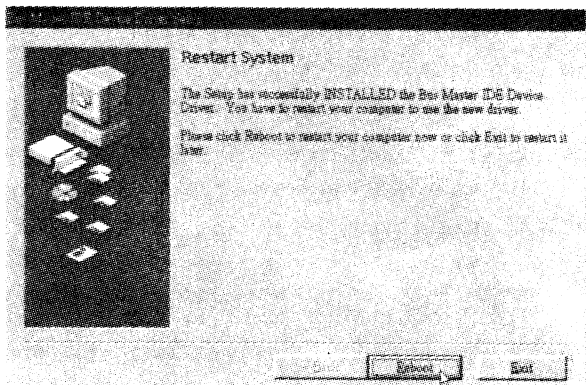 Restart System
The Setup has successfully INSTALLED the Bus Master IDE Device
Driver. You have to restart your computer to use the new driver.
Please click Reboot to restart your computer now or click Exit to restart it
later.
Reboot
Exit